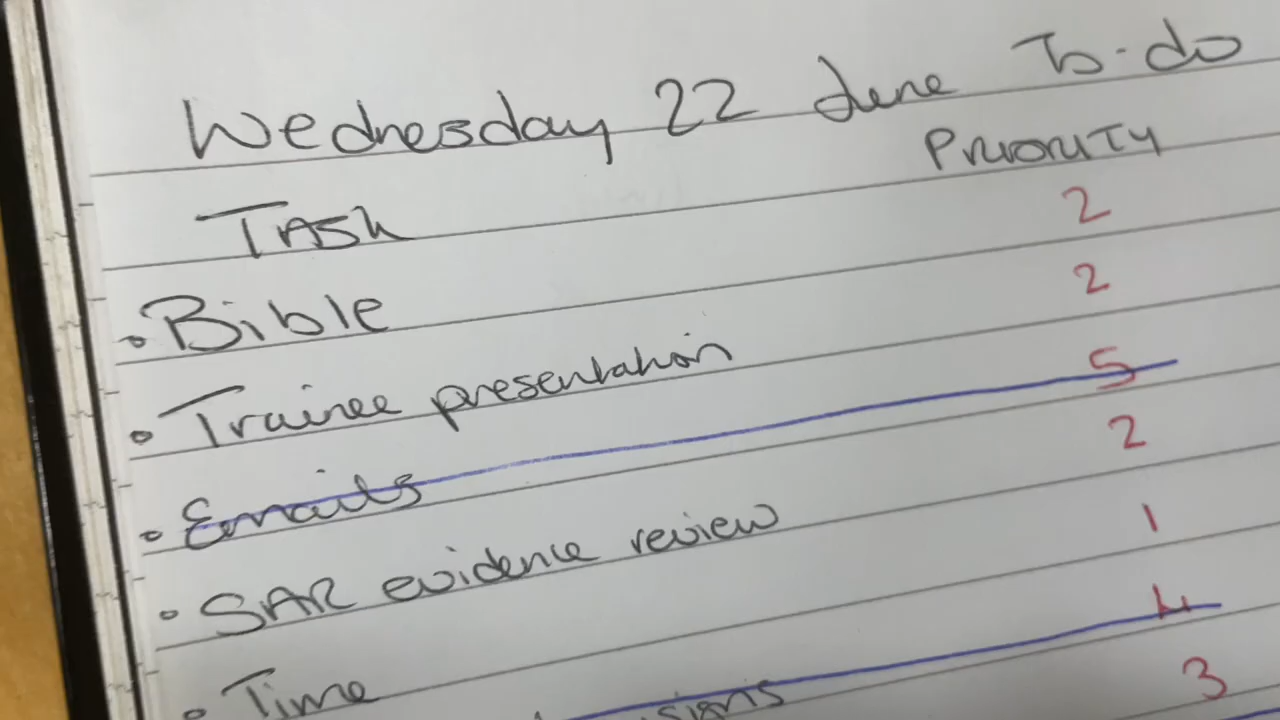 Wednesday 22 June To-do
TASK PRIORITY
• Bible 2
• Trainee presentation 2
• Emails 5
• SAR evidence review 2
• Time 1
4
3